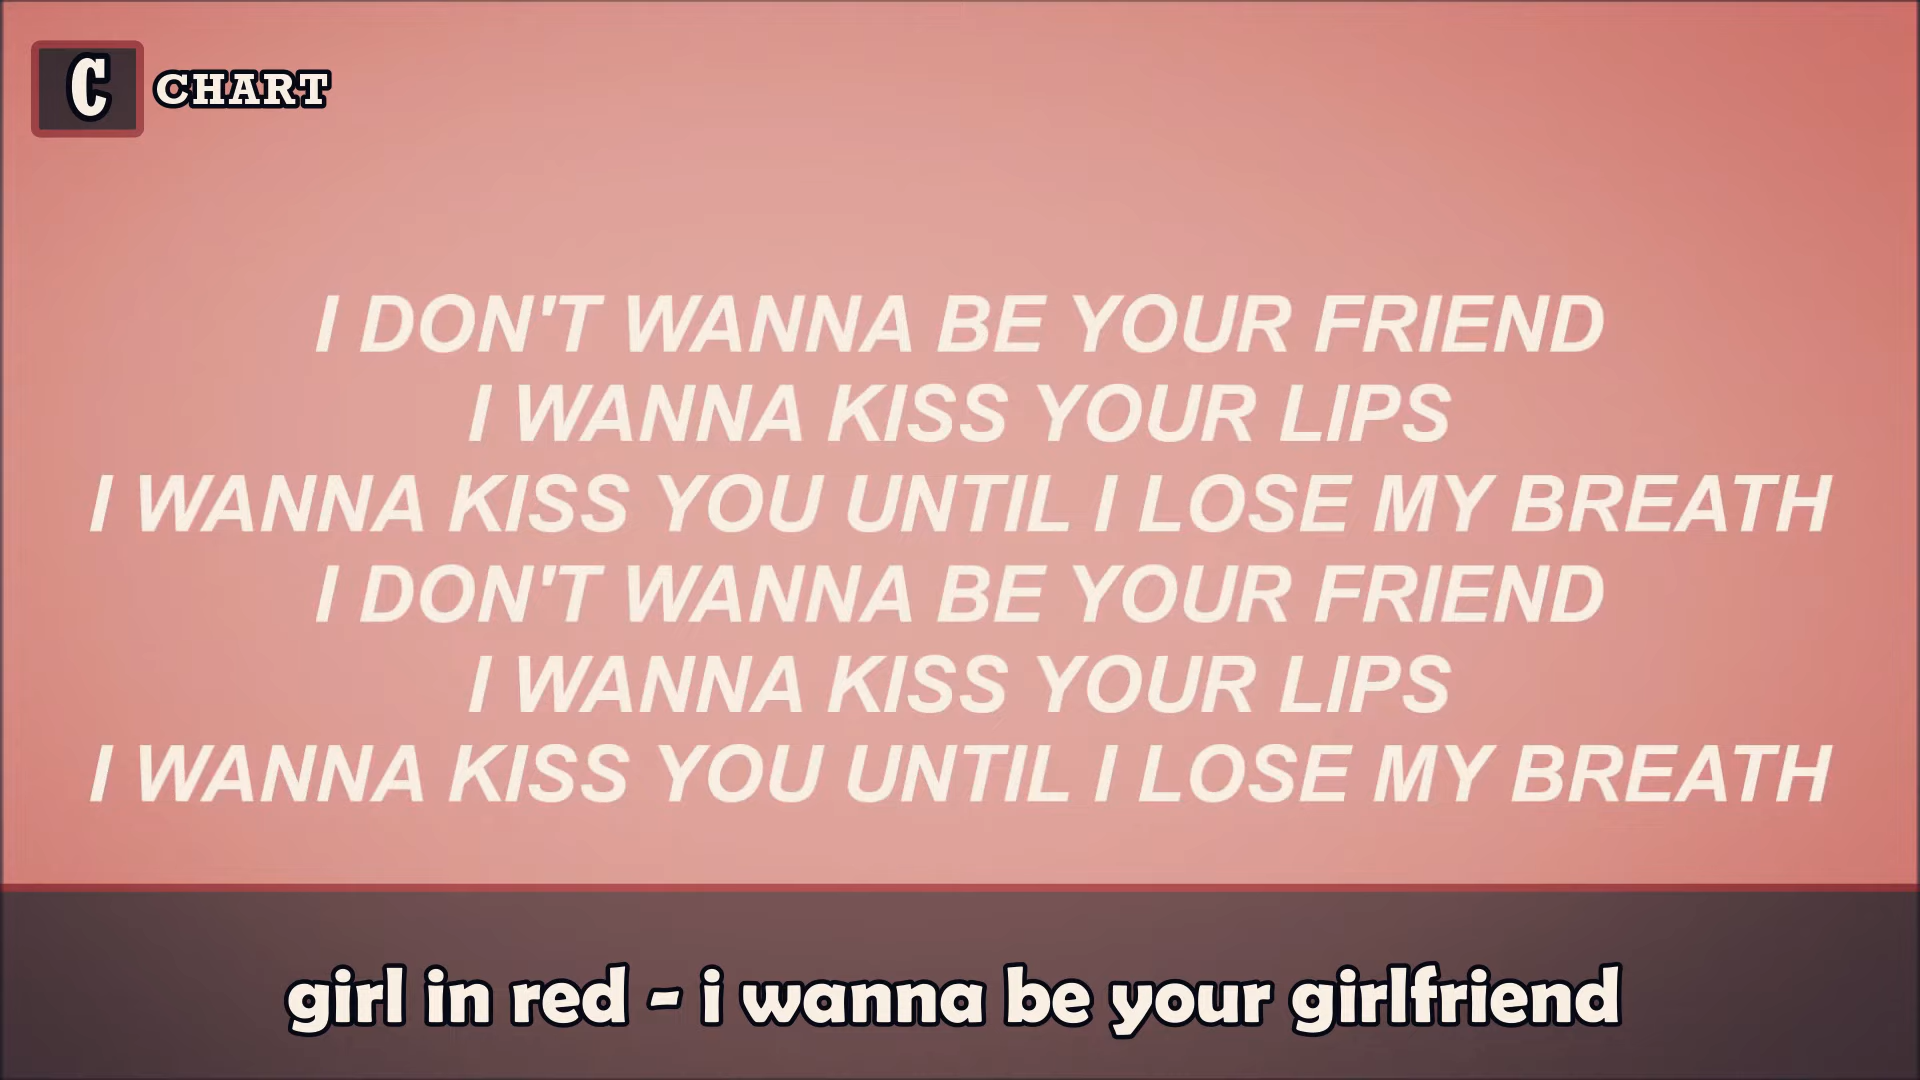 C CHART
I DON'T WANNA BE YOUR FRIEND
I WANNA KISS YOUR LIPS
I WANNA KISS YOU UNTIL I LOSE MY BREATH
I DON'T WANNA BE YOUR FRIEND
I WANNA KISS YOUR LIPS
I WANNA KISS YOU UNTIL I LOSE MY BREATH
girl in red - i wanna be your girlfriend